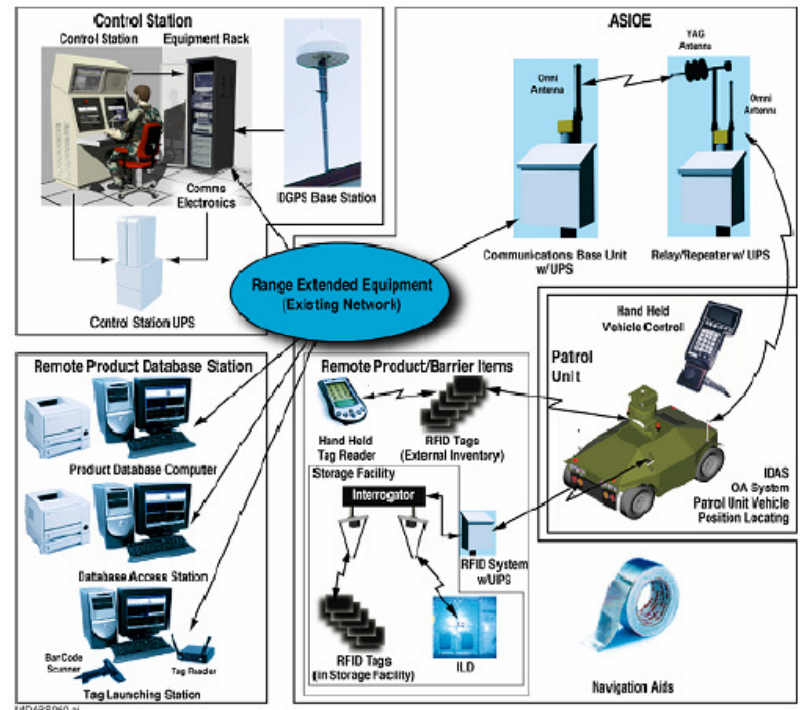 Control Station
Control Station
Equipment Rack
Comms
Electronics
DGPS Base Station
Control Station UPS
ASIOE
YAG
Antenna
Omni
Antenna
Omni
Antenna
Communications Base Unit
w/UPS
Relay/Repeater w/ UPS
Range Extended Equipment
(Existing Network)
Hand Held
Vehicle Control
Patrol
Unit
IDAS
OA System
Patrol Unit Vehicle
Position Locating
Remote Product Database Station
Product Database Computer
Database Access Station
BarCode
Scanner
Tag Reader
Tag Launching Station
Remote Product/Barrier Items
Hand Held
Tag Reader
RFID Tags
(External Inventory)
Storage Facility
Interrogator
RFID System
w/UPS
RFID Tags
(in Storage Facility)
ILD
Navigation Aids